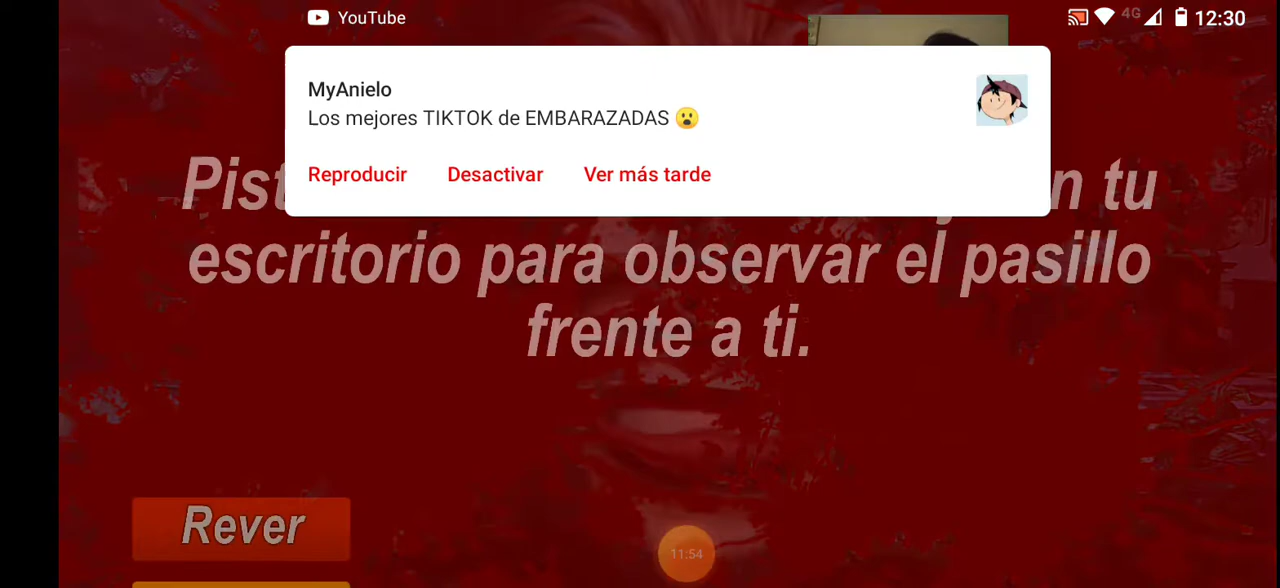 YouTube
4G
12:30
MyAnielo
Los mejores TIKTOK de EMBARAZADAS 😮
Reproducir Desactivar Ver más tarde
tu
escritorio para observar el pasillo
frente a ti.
Rever
11:54